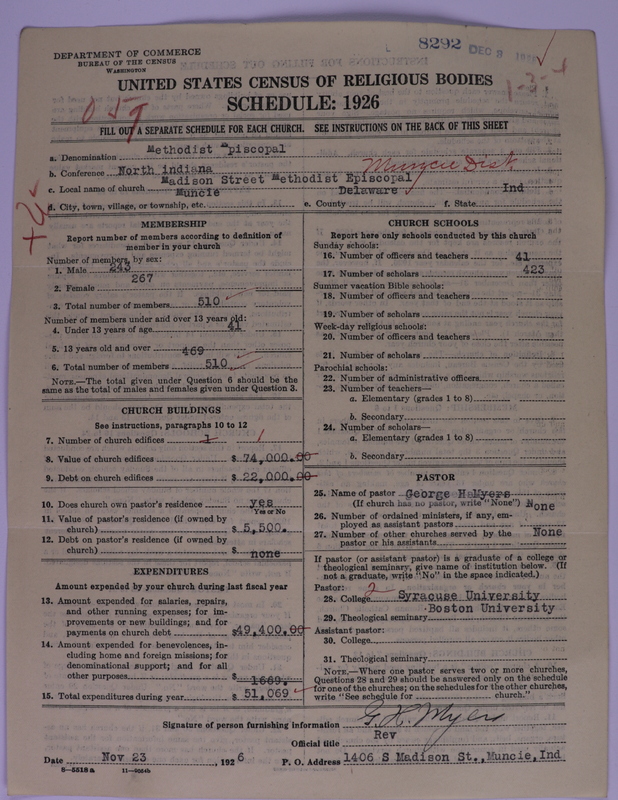 8292 DEC 3 1926
DEPARTMENT OF COMMERCE
BUREAU OF THE CENSUS
WASHINGTON
UNITED STATES CENSUS OF RELIGIOUS BODIES
SCHEDULE: 1926
059
FILL OUT A SEPARATE SCHEDULE FOR EACH CHURCH. SEE INSTRUCTIONS ON THE BACK OF THIS SHEET
a. Denomination Methodist Episcopal
b. Conference North indiana Muncie Dist
c. Local name of church Madison Street Methodist Episcopal
d. City, town, village, or township, etc. Muncie e. County Delaware f. State Ind
MEMBERSHIP
Report number of members according to definition of
member in your church
Number of members by sex:
1. Male 243
2. Female 267
3. Total number of members 510
Number of members under and over 13 years old:
4. Under 13 years of age 41
5. 13 years old and over 469
6. Total number of members 510
NOTE.—The total given under Question 6 should be the
same as the total of males and females given under Question 3.
CHURCH BUILDINGS
See instructions, paragraphs 10 to 12
7. Number of church edifices 1 1
8. Value of church edifices $ 74,000.00
9. Debt on church edifices $ 22,000.00
10. Does church own pastor's residence yes
Yes or No
11. Value of pastor's residence (if owned by
church) $ 5,500.
12. Debt on pastor's residence (if owned by
church) $ none
EXPENDITURES
Amount expended by your church during last fiscal year
13. Amount expended for salaries, repairs,
and other running expenses; for im-
provements or new buildings; and for
payments on church debt $49,400.00
14. Amount expended for benevolences, in-
cluding home and foreign missions; for
denominational support; and for all
other purposes $ 1669.
15. Total expenditures during year $ 51,069
CHURCH SCHOOLS
Report here only schools conducted by this church
Sunday schools:
16. Number of officers and teachers 41
17. Number of scholars 423
Summer vacation Bible schools:
18. Number of officers and teachers
19. Number of scholars
Week-day religious schools:
20. Number of officers and teachers
21. Number of scholars
Parochial schools:
22. Number of administrative officers
23. Number of teachers—
a. Elementary (grades 1 to 8)
b. Secondary
24. Number of scholars—
a. Elementary (grades 1 to 8)
b. Secondary
PASTOR
25. Name of pastor George H Myers
(If church has no pastor, write "None")
26. Number of ordained ministers, if any, em-
ployed as assistant pastors None
27. Number of other churches served by the
pastor or his assistants None
If pastor (or assistant pastor) is a graduate of a college or
theological seminary, give name of institution below. (If
not a graduate, write "No" in the space indicated.)
Pastor:
28. College 2 Syracuse University
29. Theological seminary Boston University
Assistant pastor:
30. College
31. Theological seminary
NOTE.—Where one pastor serves two or more churches,
Questions 28 and 29 should be answered only on the schedule
for one of the churches; on the schedules for the other churches,
write "See schedule for church."
Signature of person furnishing information G. H. Myers
Official title Rev
Date Nov 23, 1926 P. O. Address 1406 S Madison St., Muncie, Ind
8—5518a 11—9564b